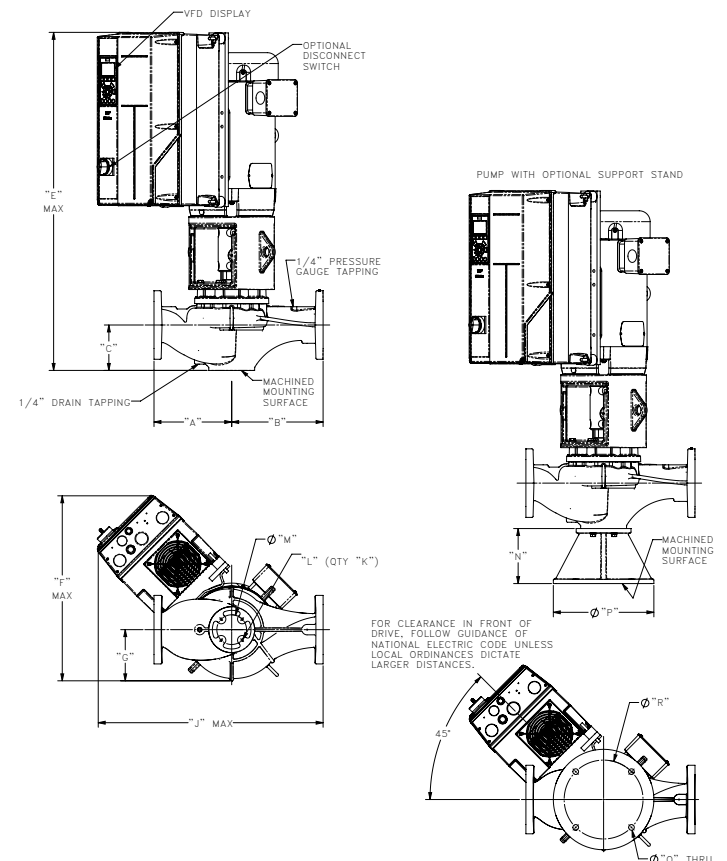 VFD DISPLAY
OPTIONAL
DISCONNECT
SWITCH
"E"
MAX
1/4" PRESSURE
GAUGE TAPPING
"C"
MACHINED
MOUNTING
SURFACE
1/4" DRAIN TAPPING
"A"
"B"
PUMP WITH OPTIONAL SUPPORT STAND
"N"
MACHINED
MOUNTING
SURFACE
Ø "P"
Ø "M"
"L" (QTY "K")
"F"
MAX
"G"
"J" MAX
FOR CLEARANCE IN FRONT OF
DRIVE, FOLLOW GUIDANCE OF
NATIONAL ELECTRIC CODE UNLESS
LOCAL ORDINANCES DICTATE
LARGER DISTANCES.
Ø "R"
45°